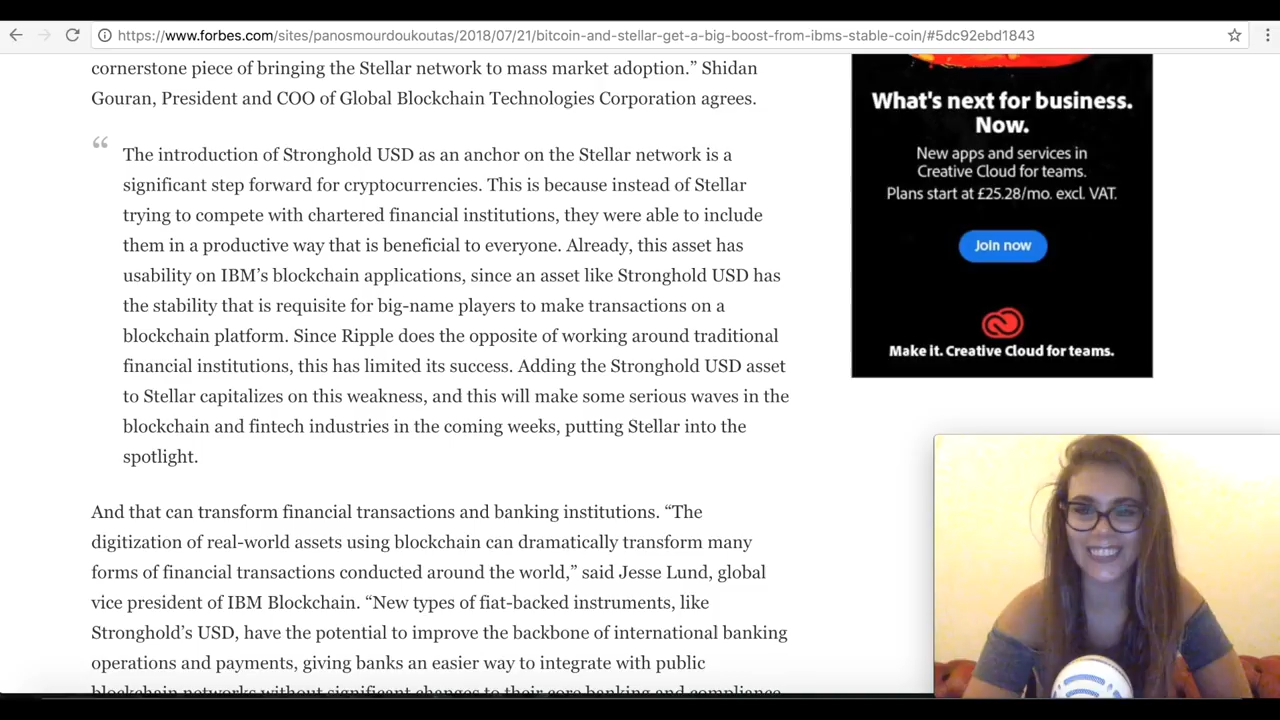 https://www.forbes.com/sites/panosmourdoukoutas/2018/07/21/bitcoin-and-stellar-get-a-big-boost-from-ibms-stable-coin/#5dc92ebd1843
cornerstone piece of bringing the Stellar network to mass market adoption.” Shidan
Gouran, President and COO of Global Blockchain Technologies Corporation agrees.
“
The introduction of Stronghold USD as an anchor on the Stellar network is a
significant step forward for cryptocurrencies. This is because instead of Stellar
trying to compete with chartered financial institutions, they were able to include
them in a productive way that is beneficial to everyone. Already, this asset has
usability on IBM’s blockchain applications, since an asset like Stronghold USD has
the stability that is requisite for big-name players to make transactions on a
blockchain platform. Since Ripple does the opposite of working around traditional
financial institutions, this has limited its success. Adding the Stronghold USD asset
to Stellar capitalizes on this weakness, and this will make some serious waves in the
blockchain and fintech industries in the coming weeks, putting Stellar into the
spotlight.
And that can transform financial transactions and banking institutions. “The
digitization of real-world assets using blockchain can dramatically transform many
forms of financial transactions conducted around the world,” said Jesse Lund, global
vice president of IBM Blockchain. “New types of fiat-backed instruments, like
Stronghold’s USD, have the potential to improve the backbone of international banking
operations and payments, giving banks an easier way to integrate with public
blockchain networks without significant changes to their core banking and compliance
What's next for business.
Now.
New apps and services in
Creative Cloud for teams.
Plans start at £25.28/mo. excl. VAT.
Join now
Make it. Creative Cloud for teams.